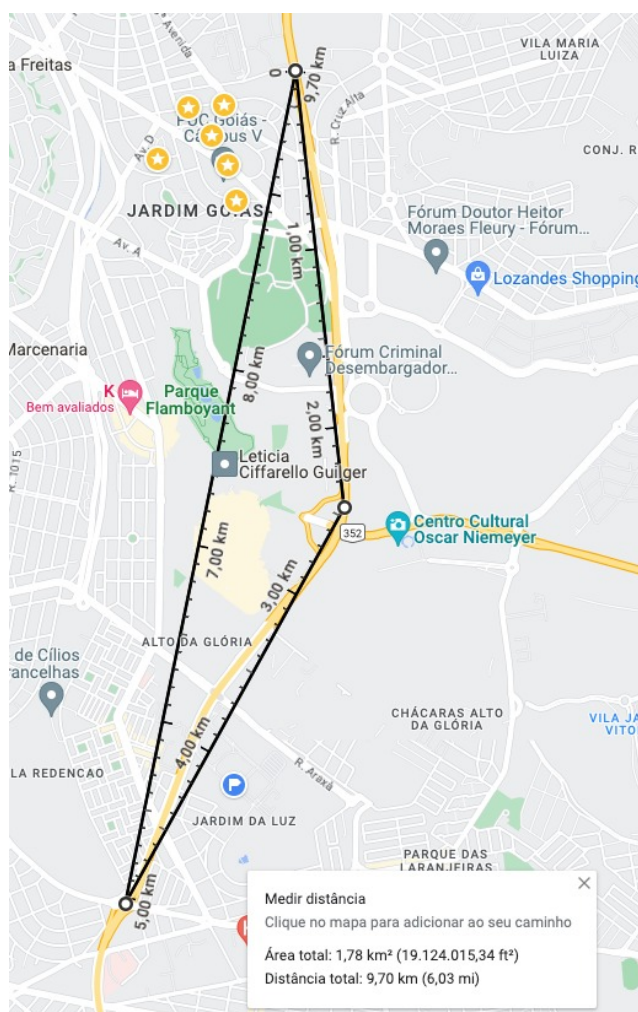 VILA MARIA
LUIZA
a Freitas
Avenida
0
9,70 km
R. Cruz Alta
Av. D
PUC Goiás -
Câmpus V
CONJ. R
JARDIM GOIÁS
Av. A
1,00 km
Fórum Doutor Heitor
Moraes Fleury - Fórum...
Lozandes Shopping
Marcenaria
8,00 km
Fórum Criminal
Desembargador...
K
Bem avaliados
Parque
Flamboyant
2,00 km
R. 1015
Leticia
Ciffarello Guilger
352
Centro Cultural
Oscar Niemeyer
7,00 km
3,00 km
ALTO DA GLÓRIA
de Cílios
rancelhas
CHÁCARAS ALTO
DA GLÓRIA
VILA JA
VITO
4,00 km
LA REDENCAO
R. Araxá
P
JARDIM DA LUZ
PARQUE DAS
LARANJEIRAS
5,00 km
H
Medir distância
Clique no mapa para adicionar ao seu caminho
Área total: 1,78 km² (19.124.015,34 ft²)
Distância total: 9,70 km (6,03 mi)